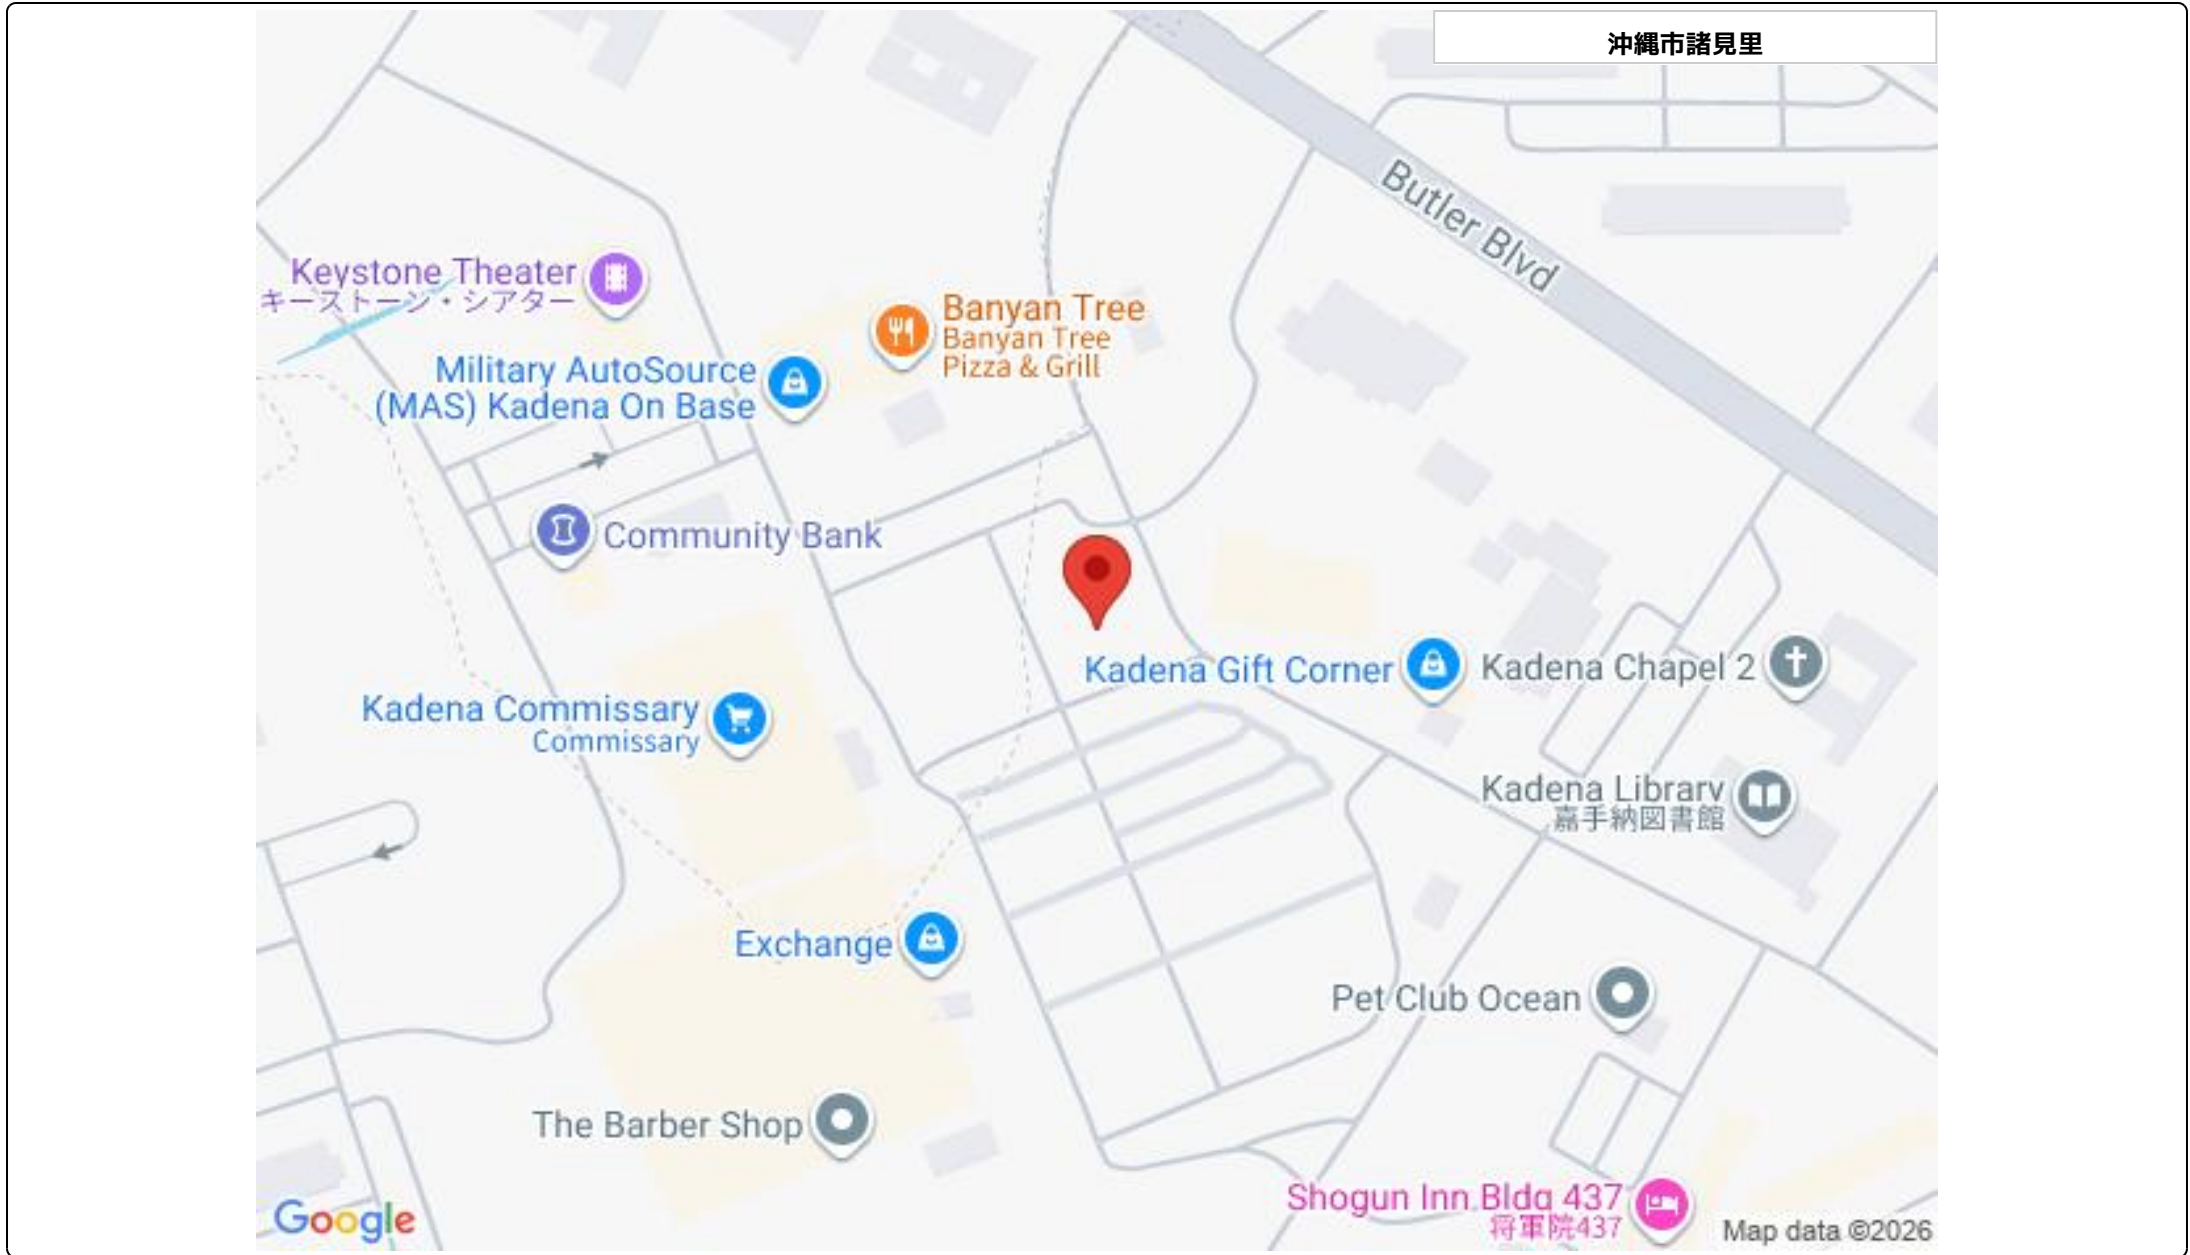 沖縄市諸見里
Butler Blvd
Keystone Theater
キーストーン・シアター
Banyan Tree
Banyan Tree
Pizza & Grill
Military AutoSource
(MAS) Kadena On Base
Community Bank
Kadena Gift Corner
Kadena Chapel 2
Kadena Commissary
Commissary
Kadena Library
嘉手納図書館
Exchange
Pet Club Ocean
The Barber Shop
Shogun Inn Bldg 437
将軍院437
Google
Map data ©2026